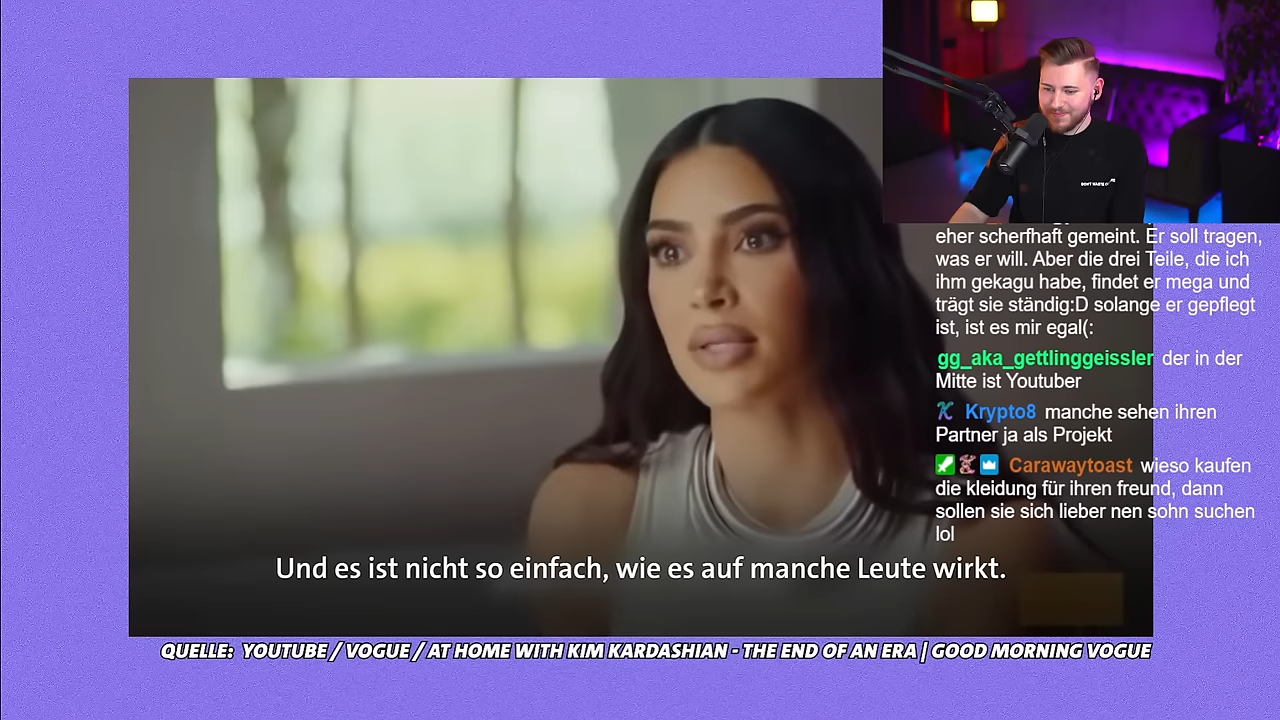 eher scherfhaft gemeint. Er soll tragen,
was er will. Aber die drei Teile, die ich
ihm gekagu habe, findet er mega und
trägt sie ständig:D solange er gepflegt
ist, ist es mir egal(:
gg_aka_gettlinggeissler der in der
Mitte ist Youtuber
Krypto8 manche sehen ihren
Partner ja als Projekt
Carawaytoast wieso kaufen
die kleidung für ihren freund, dann
sollen sie sich lieber nen sohn suchen
lol
Und es ist nicht so einfach, wie es auf manche Leute wirkt.
QUELLE: YOUTUBE / VOGUE / AT HOME WITH KIM KARDASHIAN - THE END OF AN ERA | GOOD MORNING VOGUE